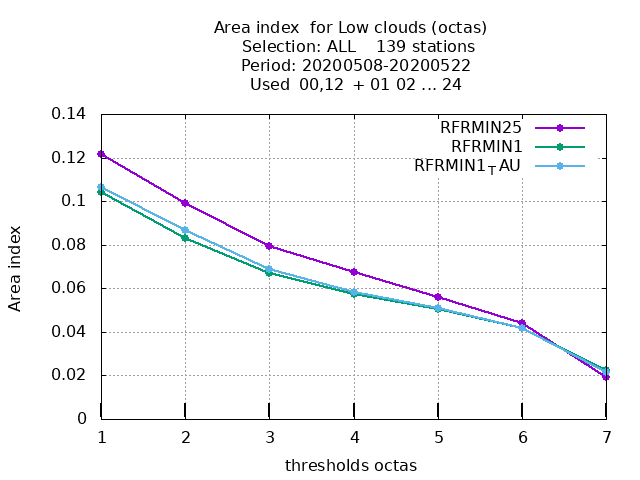 Area index  for Low clouds (octas)
Selection: ALL    139 stations
Period: 20200508-20200522
Used  00,12  + 01 02 ... 24
RFRMIN25
RFRMIN1
RFRMIN1TAU
0.14
0.12
0.1
0.08
0.06
0.04
0.02
0
Area index
1 2 3 4 5 6 7
thresholds octas